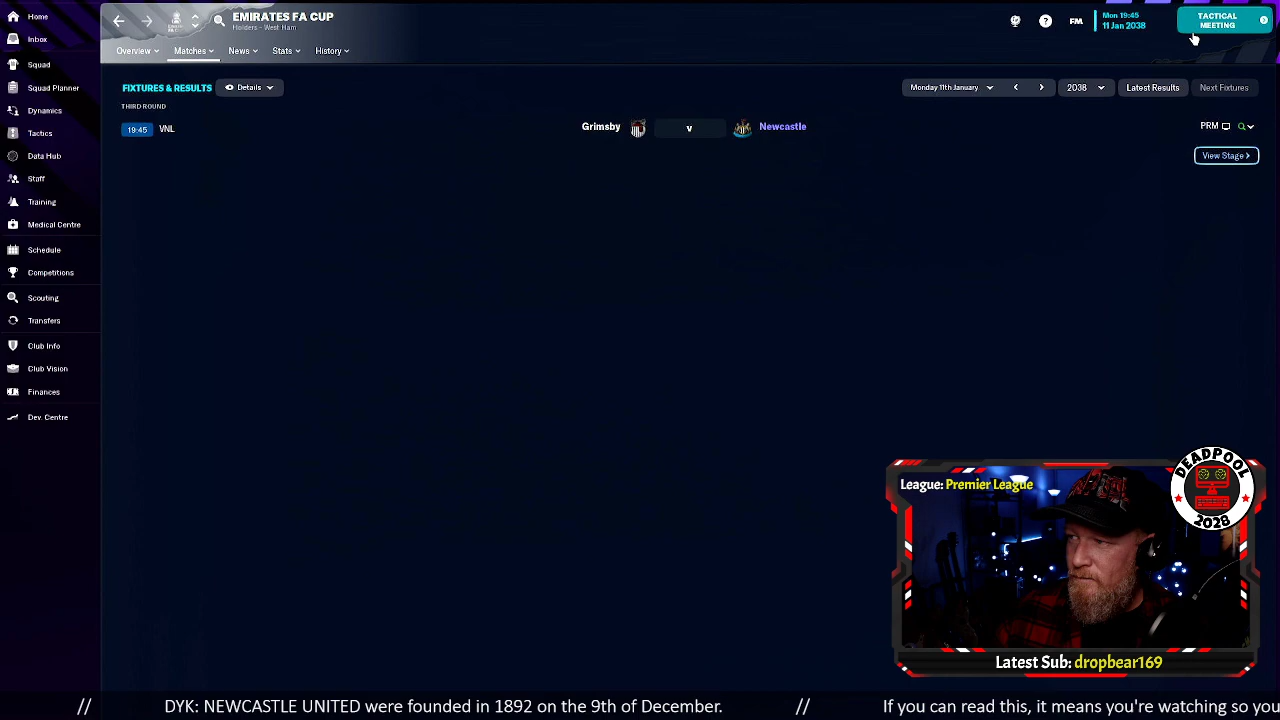 EMIRATES FA CUP
Holders - West Ham
FM
Mon 19:45
11 Jan 2038
TACTICAL
MEETING
Overview
Matches
News
Stats
History
Home
Inbox
Squad
Squad Planner
Dynamics
Tactics
Data Hub
Staff
Training
Medical Centre
Schedule
Competitions
Scouting
Transfers
Club Info
Club Vision
Finances
Dev. Centre
FIXTURES & RESULTS
Details
Monday 11th January
2038
Latest Results
Next Fixtures
THIRD ROUND
19:45 VNL Grimsby v Newcastle PRM
View Stage
League: Premier League
DEADPOOL
2028
Latest Sub: dropbear169
// DYK: NEWCASTLE UNITED were founded in 1892 on the 9th of December. // If you can read this, it means you're watching so you